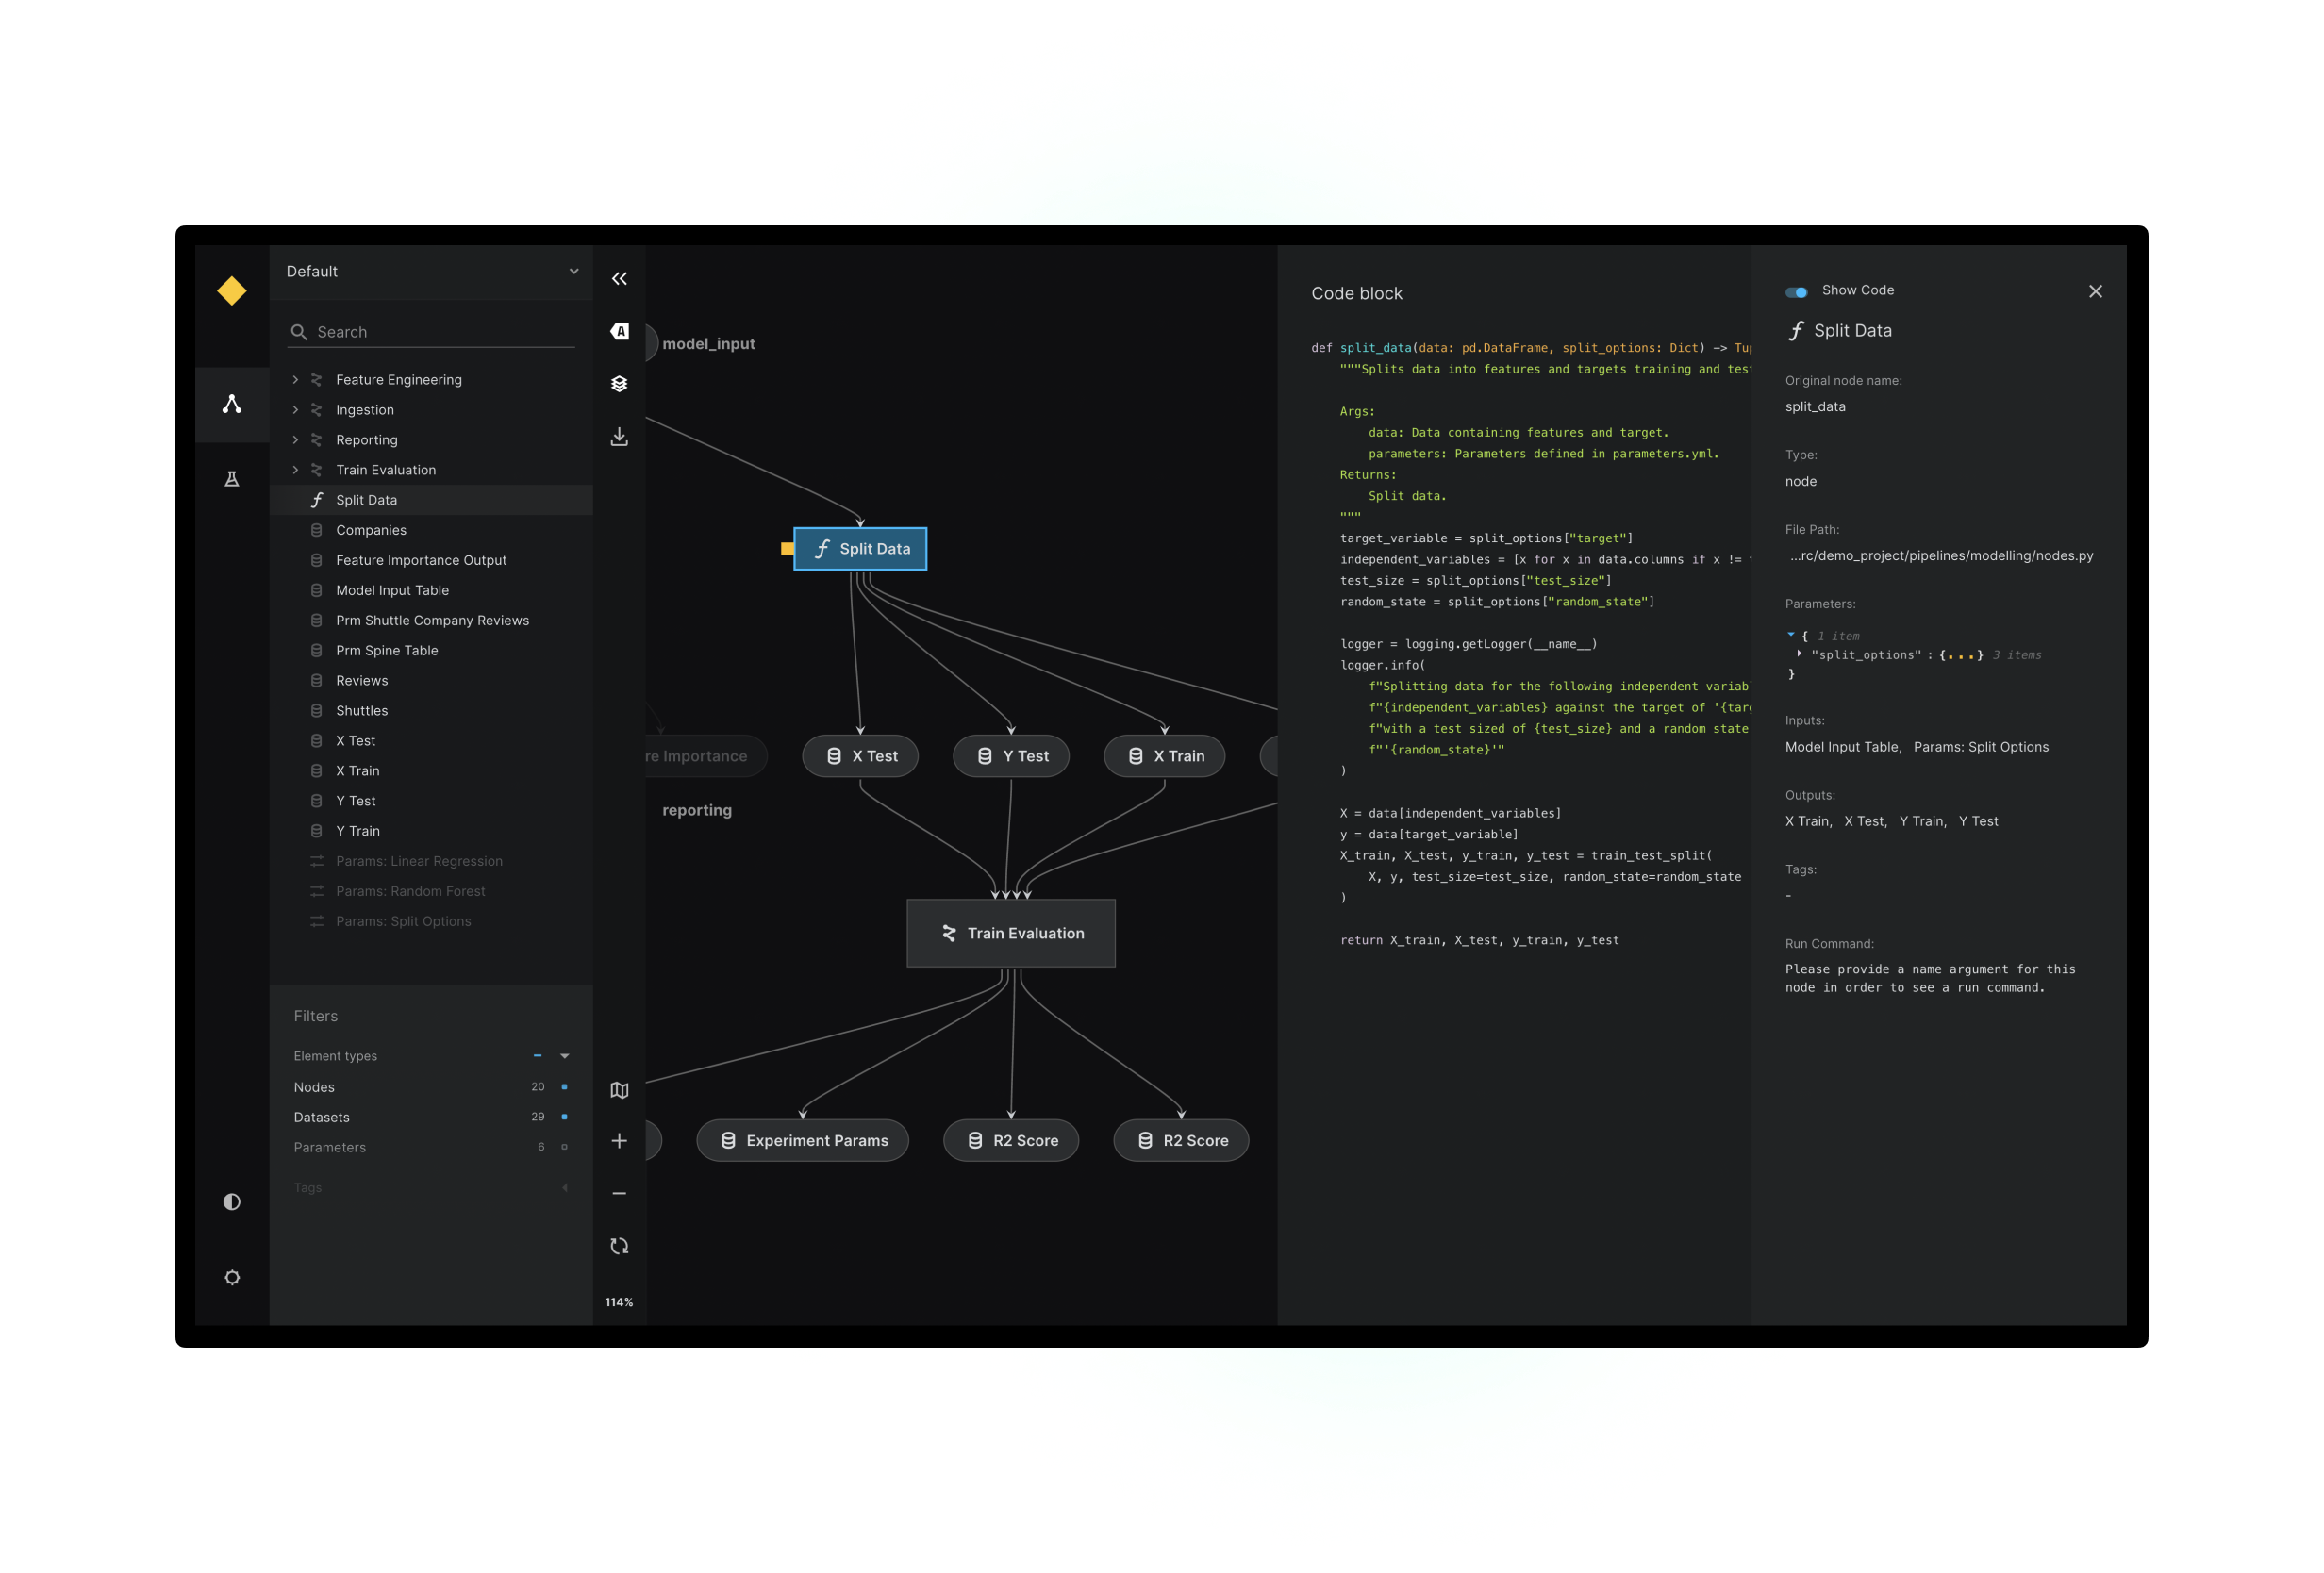 Default
Search
Feature Engineering
Ingestion
Reporting
Train Evaluation
Split Data
Companies
Feature Importance Output
Model Input Table
Prm Shuttle Company Reviews
Prm Spine Table
Reviews
Shuttles
X Test
X Train
Y Test
Y Train
Params: Linear Regression
Params: Random Forest
Params: Split Options
Filters
Element types
Nodes 20
Datasets 29
Parameters 6
Tags
A
114%
model_input
Split Data
re Importance
X Test
Y Test
X Train
reporting
Train Evaluation
Experiment Params
R2 Score
R2 Score
Code block
def split_data(data: pd.DataFrame, split_options: Dict) -> Tup
"""Splits data into features and targets training and test
Args:
data: Data containing features and target.
parameters: Parameters defined in parameters.yml.
Returns:
Split data.
"""
target_variable = split_options["target"]
independent_variables = [x for x in data.columns if x !=
test_size = split_options["test_size"]
random_state = split_options["random_state"]
logger = logging.getLogger(__name__)
logger.info(
f"Splitting data for the following independent variabl
f"{independent_variables} against the target of '{targ
f"with a test sized of {test_size} and a random state
f"'{random_state}'"
)
X = data[independent_variables]
y = data[target_variable]
X_train, X_test, y_train, y_test = train_test_split(
X, y, test_size=test_size, random_state=random_state
)
return X_train, X_test, y_train, y_test
Show Code
Split Data
Original node name:
split_data
Type:
node
File Path:
...rc/demo_project/pipelines/modelling/nodes.py
Parameters:
{ 1 item
"split_options" : {...} 3 items
}
Inputs:
Model Input Table, Params: Split Options
Outputs:
X Train, X Test, Y Train, Y Test
Tags:
-
Run Command:
Please provide a name argument for this
node in order to see a run command.